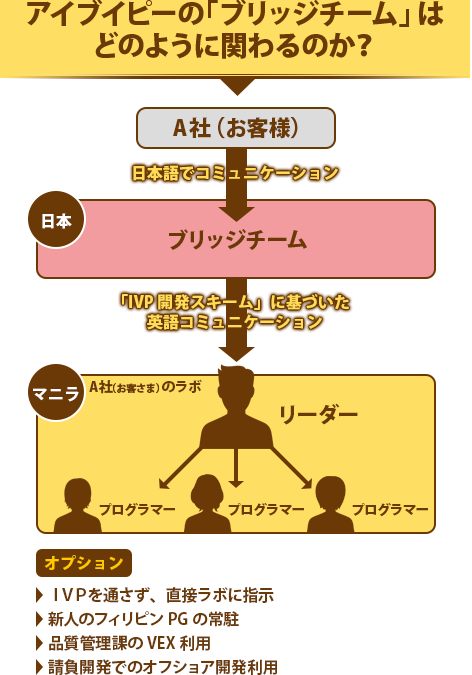 アイブイピーの「ブリッジチーム」は
どのように関わるのか？
A社（お客様）
日本語でコミュニケーション
日本
ブリッジチーム
「IVP 開発スキーム」に基づいた
英語コミュニケーション
マニラ
A社(お客さま)のラボ
リーダー
プログラマー
プログラマー
プログラマー
オプション
ＩＶＰを通さず、直接ラボに指示
新人のフィリピン PG の常駐
品質管理課の VEX 利用
請負開発でのオフショア開発利用